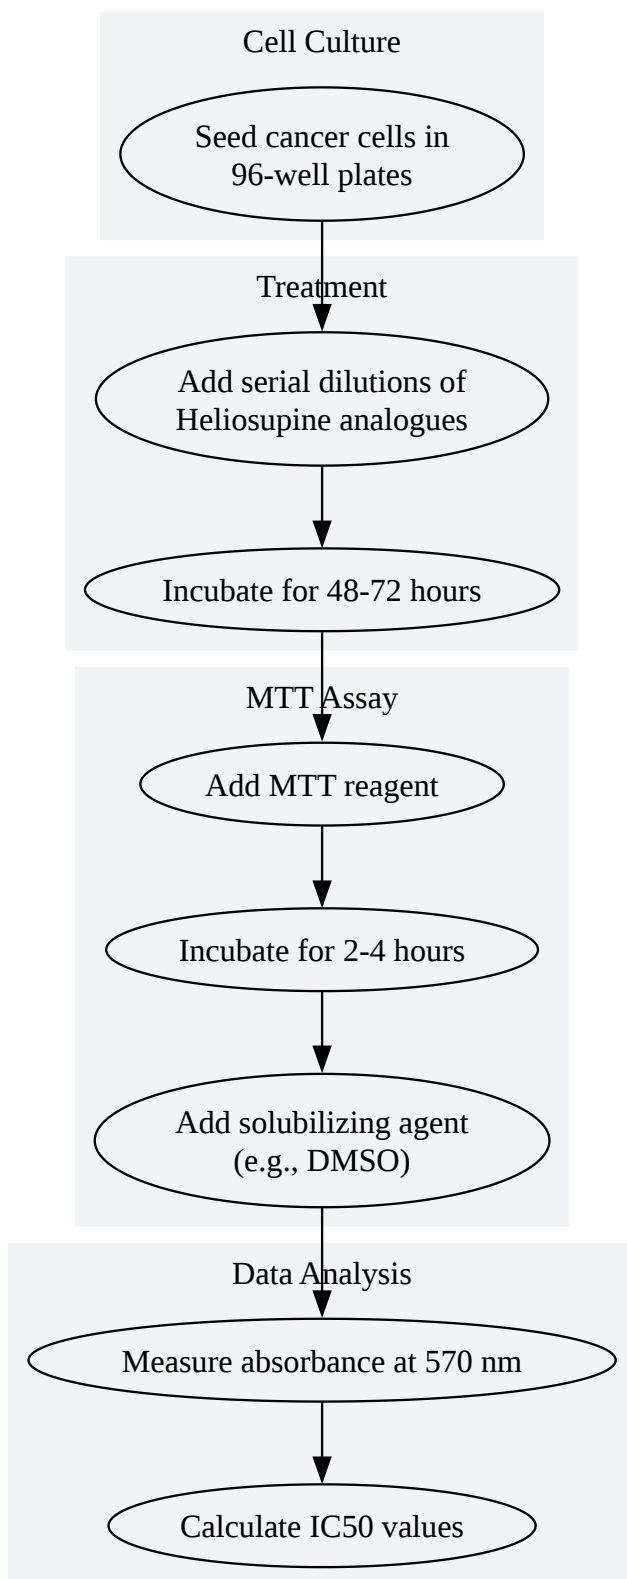 Cell Culture
Seed cancer cells in
96-well plates
Treatment
Add serial dilutions of
Heliosupine analogues
Incubate for 48-72 hours
MTT Assay
Add MTT reagent
Incubate for 2-4 hours
Add solubilizing agent
(e.g., DMSO)
Data Analysis
Measure absorbance at 570 nm
Calculate IC50 values